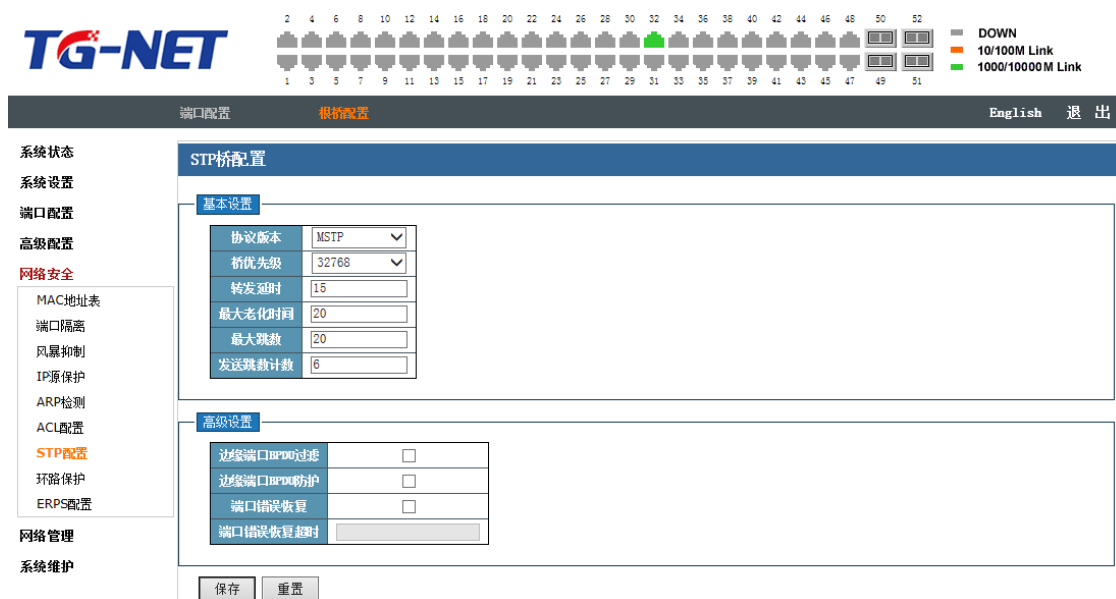 TG-NET
2 4 6 8 10 12 14 16 18 20 22 24 26 28 30 32 34 36 38 40 42 44 46 48 50 52
1 3 5 7 9 11 13 15 17 19 21 23 25 27 29 31 33 35 37 39 41 43 45 47 49 51
DOWN
10/100M Link
1000/10000M Link
端口配置 根桥配置 English 退 出
系统状态
系统设置
端口配置
高级配置
网络安全
MAC地址表
端口隔离
风暴抑制
IP源保护
ARP检测
ACL配置
STP配置
环路保护
ERPS配置
网络管理
系统维护
STP桥配置
基本设置
协议版本 MSTP
桥优先级 32768
转发延时 15
最大老化时间 20
最大跳数 20
发送跳数计数 6
高级设置
边缘端口BPDU过滤
边缘端口BPDU防护
端口错误恢复
端口错误恢复超时
保存 重置